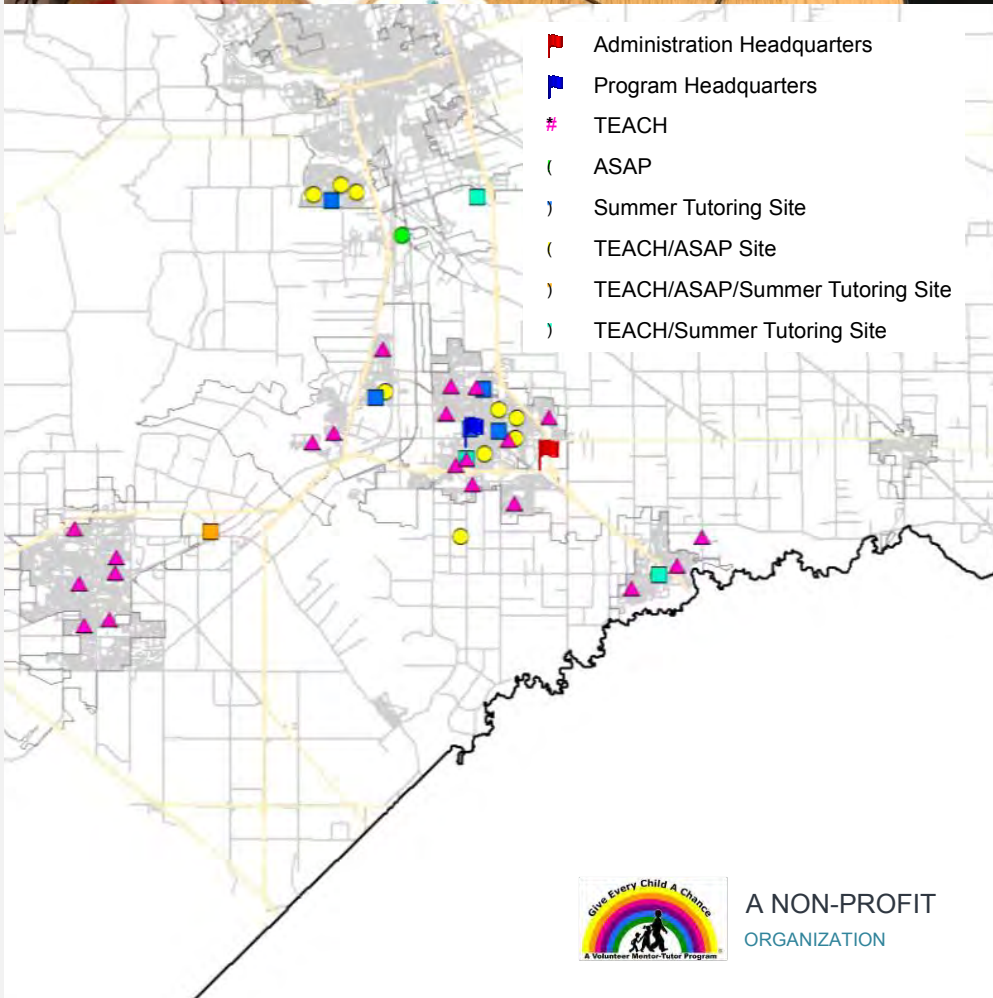 Administration Headquarters
Program Headquarters
# TEACH
( ASAP
) Summer Tutoring Site
( TEACH/ASAP Site
) TEACH/ASAP/Summer Tutoring Site
) TEACH/Summer Tutoring Site
Give Every Child A Chance
A Volunteer Mentor-Tutor Program
A NON-PROFIT
ORGANIZATION